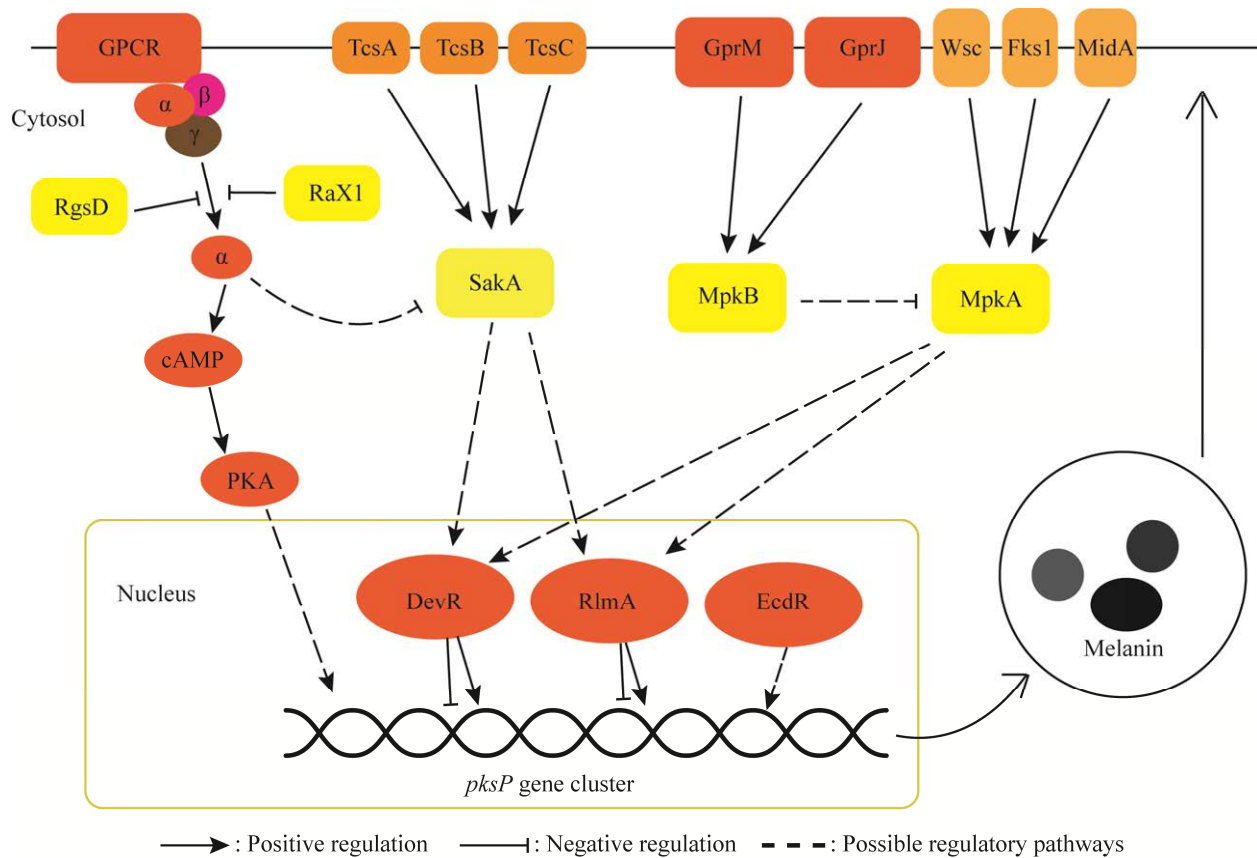 GPCR
TcsA
TcsB
TcsC
GprM
GprJ
Wsc
Fks1
MidA
α
β
γ
Cytosol
RgsD
RaX1
α
SakA
MpkB
MpkA
cAMP
PKA
Nucleus
DevR
RlmA
EcdR
Melanin
pksP gene cluster
: Positive regulation
: Negative regulation
: Possible regulatory pathways